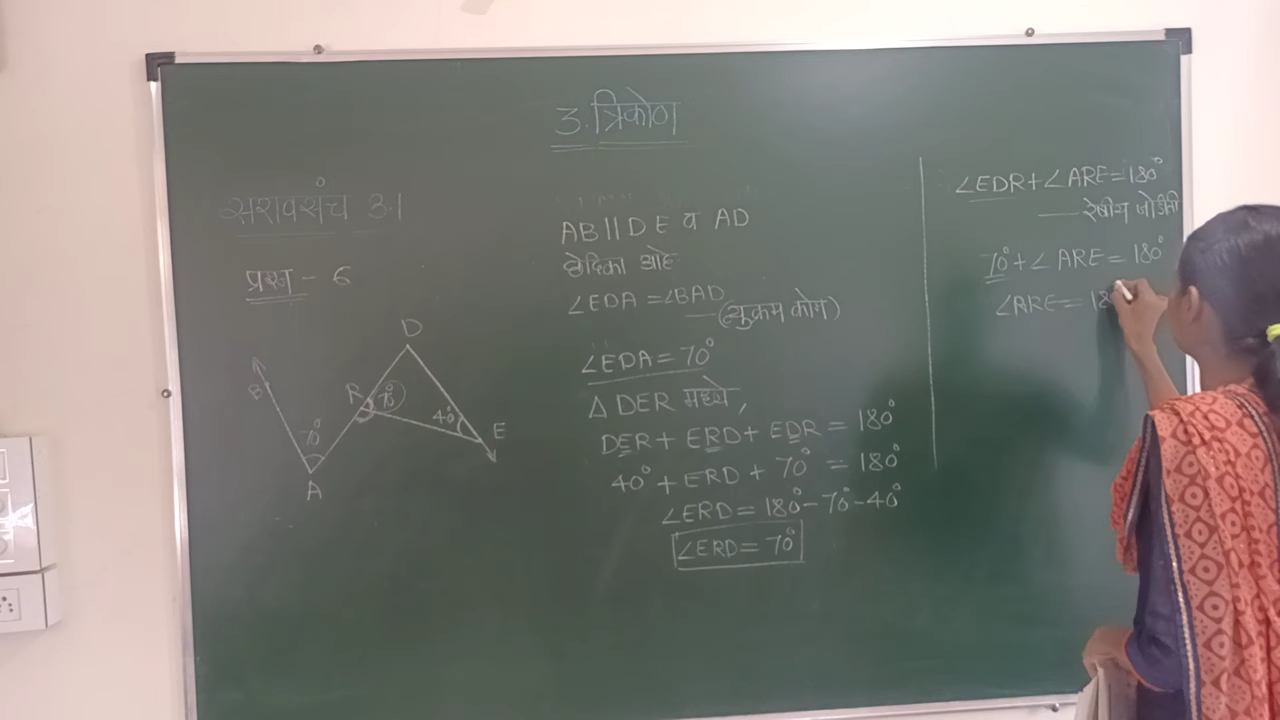 3. त्रिकोण
सरावसंच 3.1
प्रश्न - 6
D
B
R
70°
40°
E
70°
A
AB || DE व AD
छेदिका आहे
∠EDA = ∠BAD
— (व्युत्क्रम कोन)
∠EDA = 70°
Δ DER मध्ये,
DER + ERD + EDR = 180°
40° + ERD + 70° = 180°
∠ERD = 180° - 70° - 40°
∠ERD = 70°
∠EDR + ∠ARE = 180°
— रेषीय जोडीती
70° + ∠ ARE = 180°
∠ARE = 18